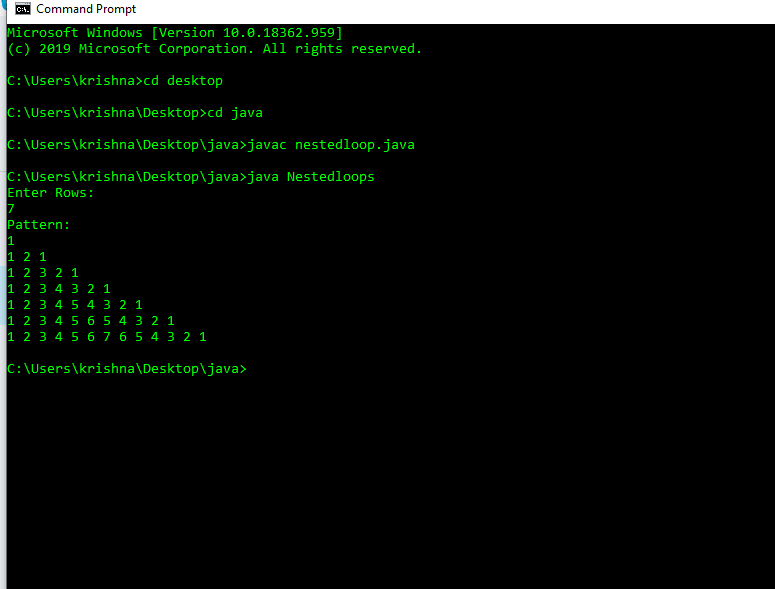 Command Prompt
Microsoft Windows [Version 10.0.18362.959]
(c) 2019 Microsoft Corporation. All rights reserved.
C:\Users\krishna>cd desktop
C:\Users\krishna\Desktop>cd java
C:\Users\krishna\Desktop\java>javac nestedloop.java
C:\Users\krishna\Desktop\java>java Nestedloops
Enter Rows:
7
Pattern:
1
1 2 1
1 2 3 2 1
1 2 3 4 3 2 1
1 2 3 4 5 4 3 2 1
1 2 3 4 5 6 5 4 3 2 1
1 2 3 4 5 6 7 6 5 4 3 2 1
C:\Users\krishna\Desktop\java>